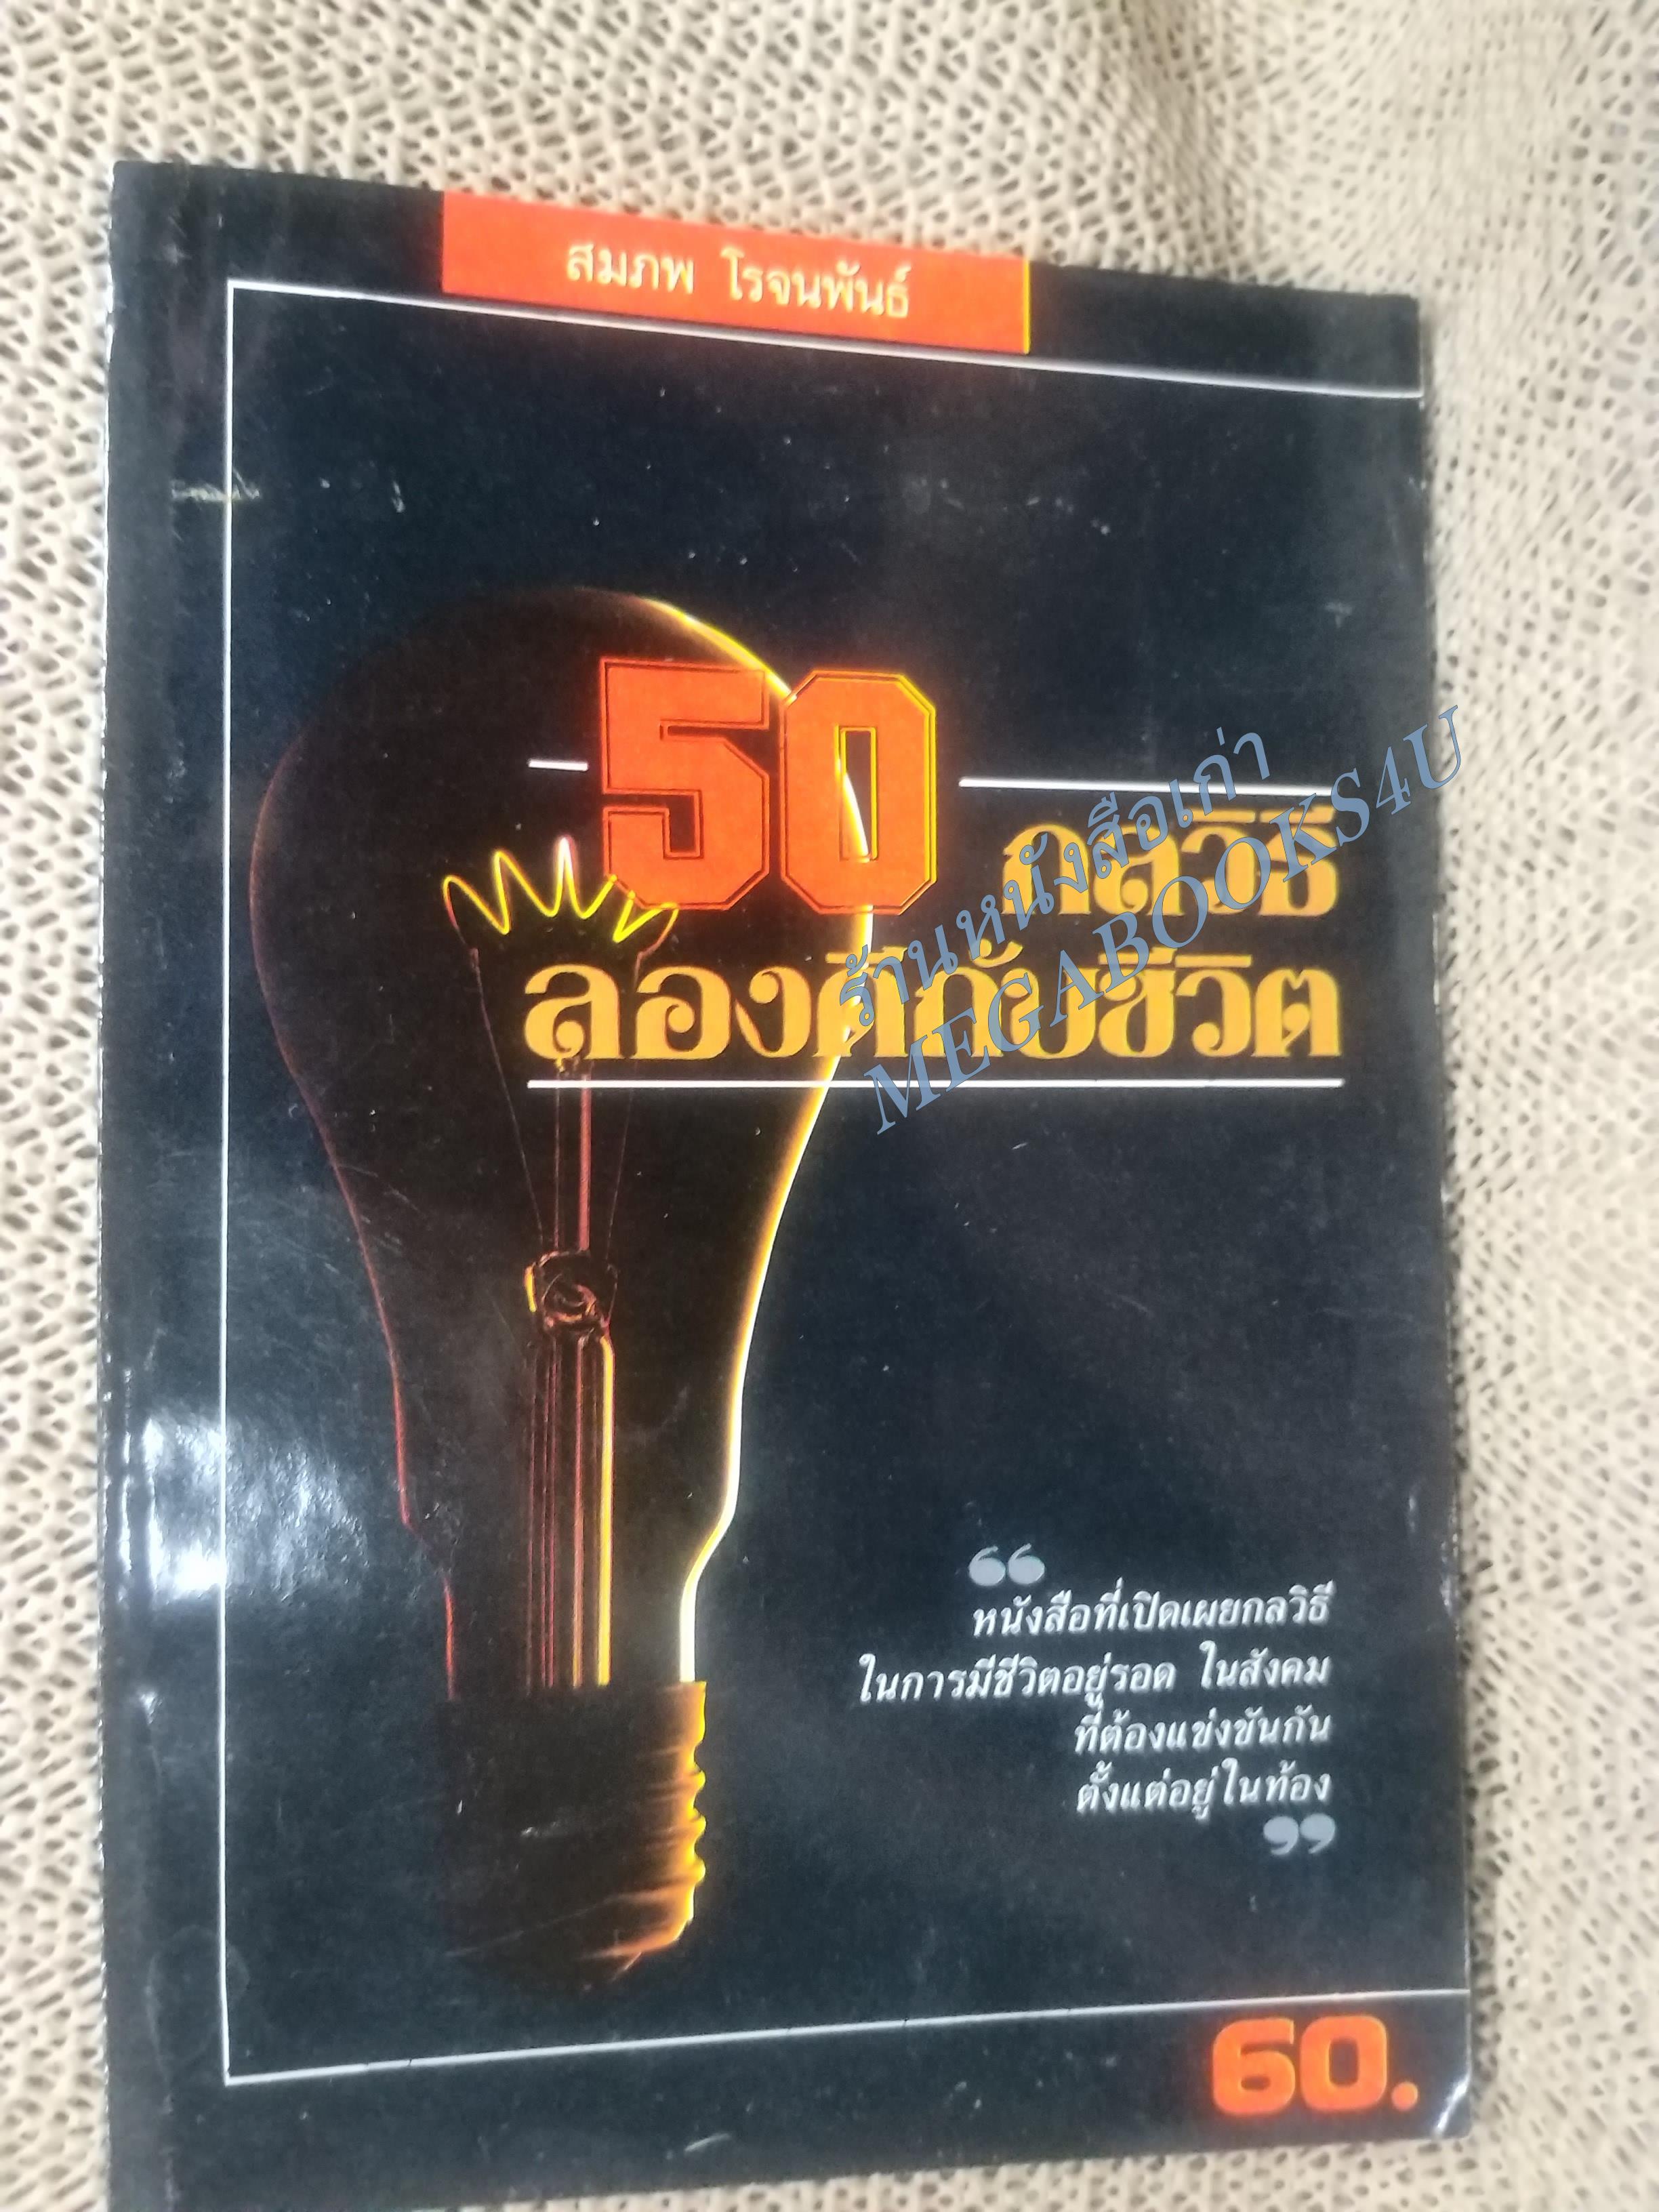 สมภพ โรจนพันธ์
50 กลวิธี
ลองดีกับชีวิต
ร้านหนังสือเก่า
MEGABOOKS4U
“
หนังสือที่เปิดเผยกลวิธี
ในการมีชีวิตอยู่รอด ในสังคม
ที่ต้องแข่งขันกัน
ตั้งแต่อยู่ในท้อง
”
60.